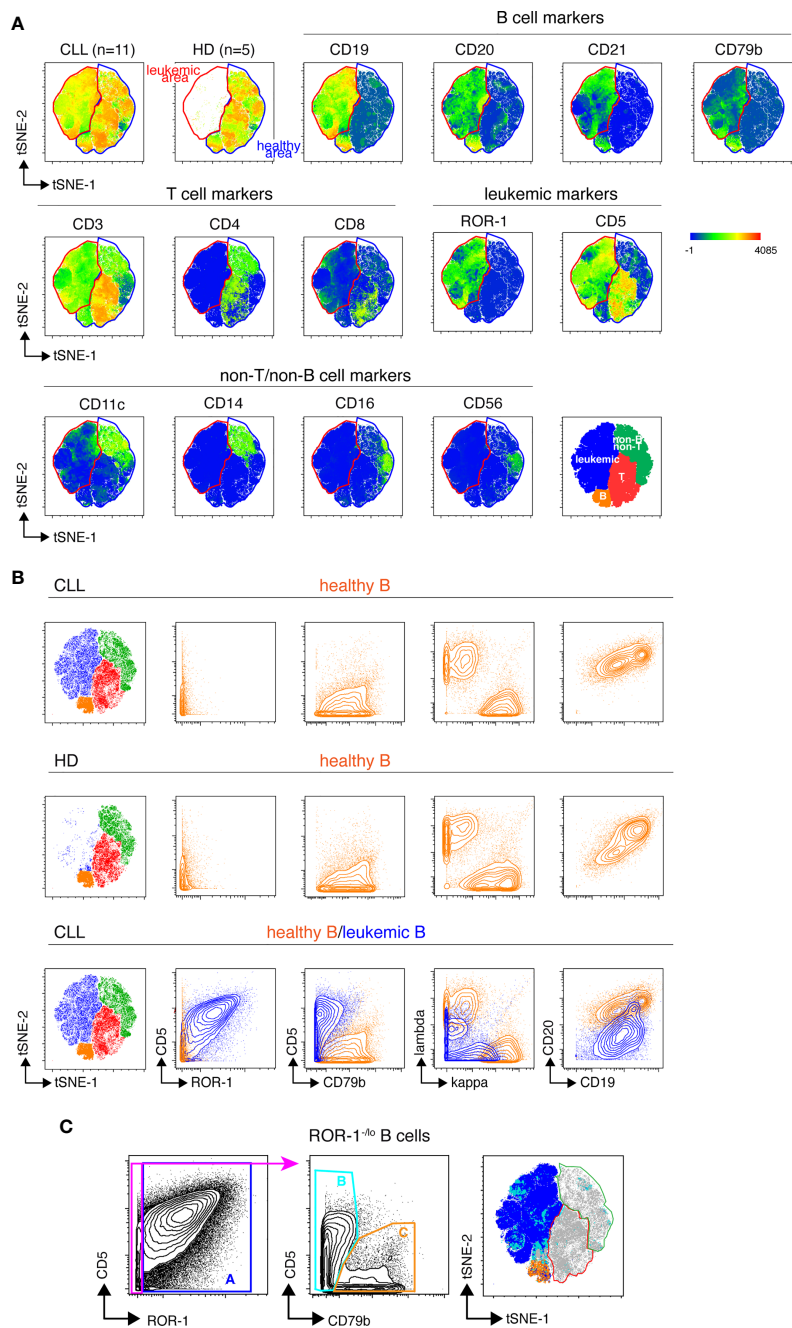 A
B cell markers
CLL (n=11) HD (n=5) CD19 CD20 CD21 CD79b
leukemic
area
healthy
area
tSNE-2
tSNE-1
T cell markers
leukemic markers
CD3 CD4 CD8 ROR-1 CD5
-1 4085
tSNE-2
tSNE-1
non-T/non-B cell markers
CD11c CD14 CD16 CD56
non-B
non-T
leukemic
T
B
tSNE-2
tSNE-1
B
CLL healthy B
HD healthy B
CLL healthy B/leukemic B
tSNE-2
tSNE-1
CD5
ROR-1
CD5
CD79b
lambda
kappa
CD20
CD19
C
ROR-1-/lo B cells
A
CD5
ROR-1
B
C
CD5
CD79b
tSNE-2
tSNE-1